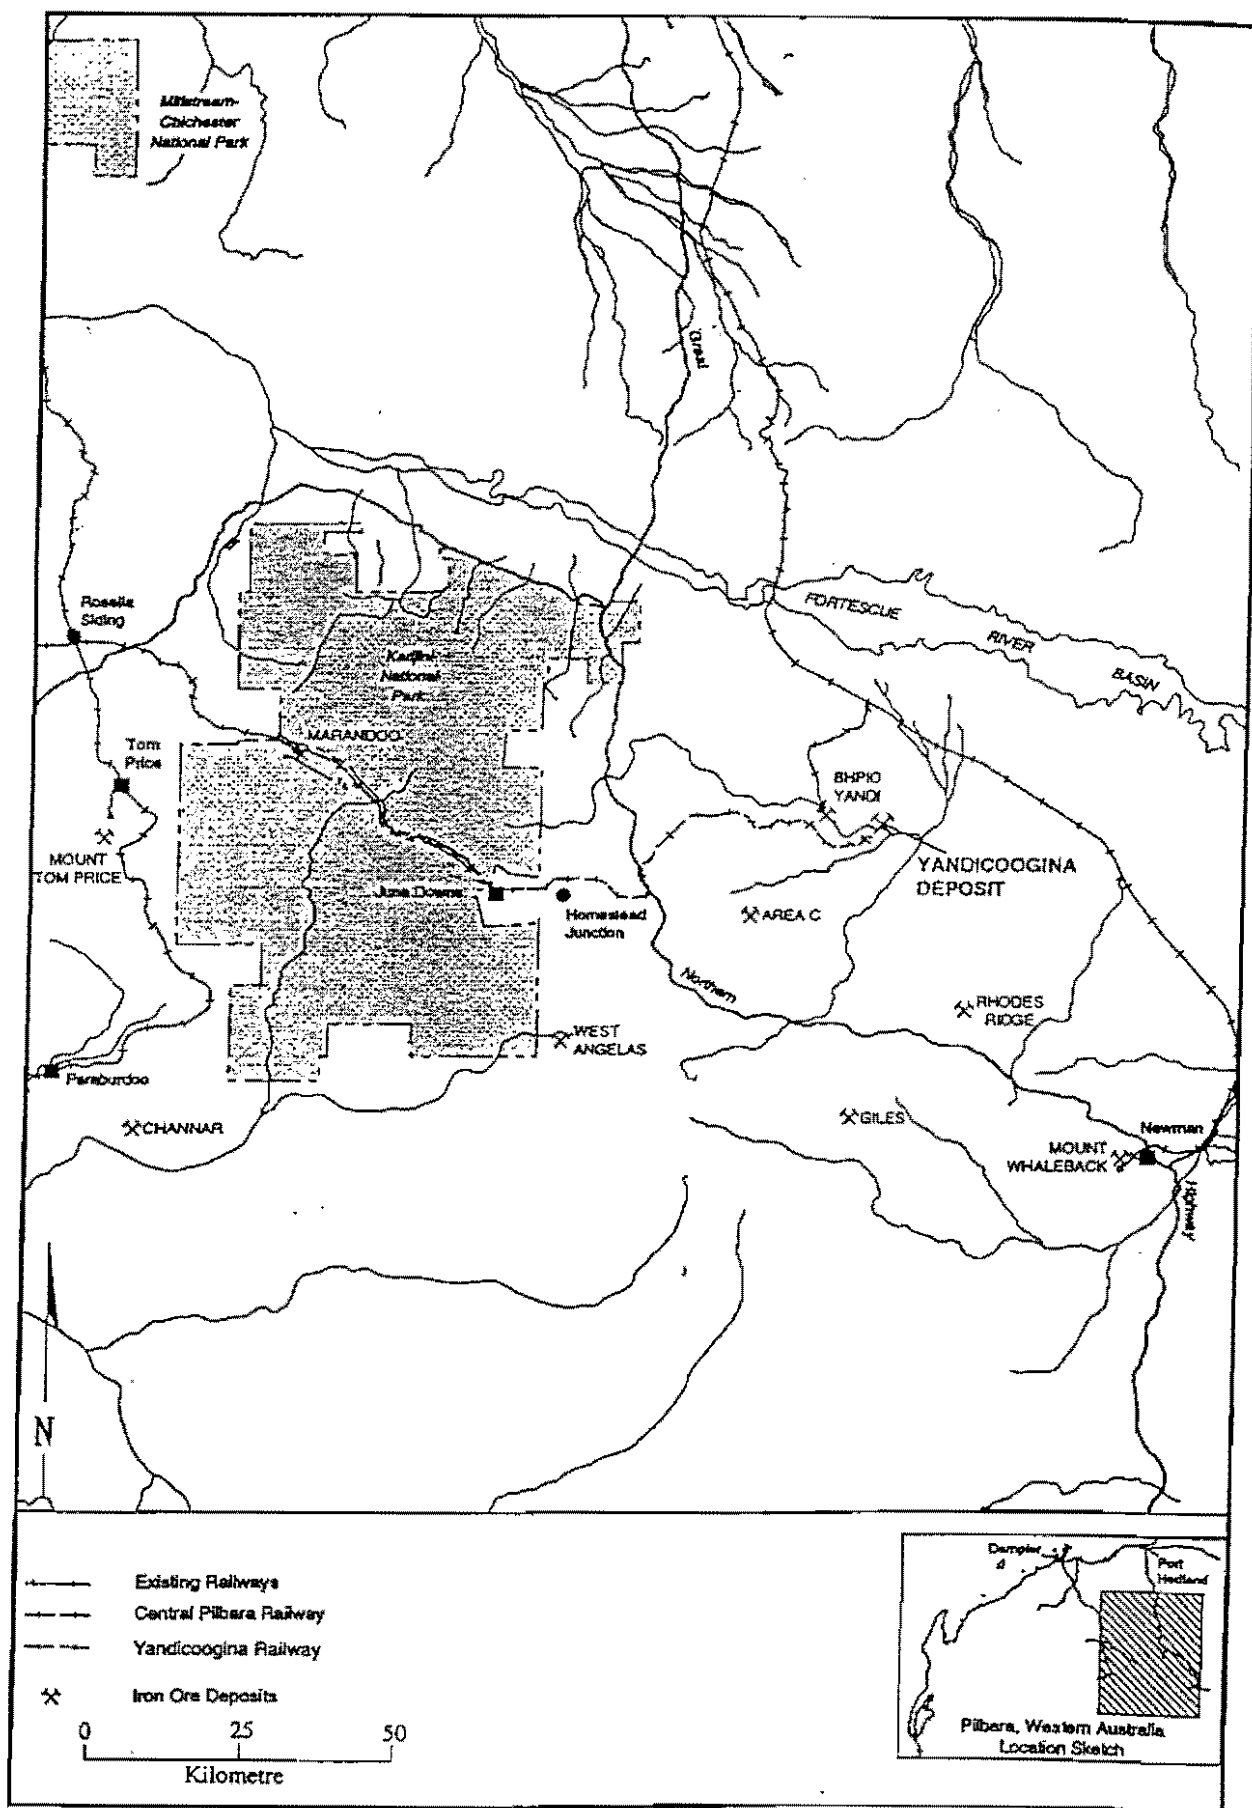 Millstream-
Chichester
National Park
Great
Rosella
Siding
FORTESCUE
RIVER
BASIN
Karijini
National
Park
MARANDOO
Tom
Price
BHPIO
YANDI
MOUNT
TOM PRICE
YANDICOOGINA
DEPOSIT
Juna Downs
Homestead
Junction
AREA C
Northern
RHODES
RIDGE
WEST
ANGELAS
Paraburdoo
CHANNAR
GILES
Newman
MOUNT
WHALEBACK
Highway
N
Existing Railways
Central Pilbara Railway
Yandicoogina Railway
Iron Ore Deposits
0 25 50
Kilometre
Dampier
Port
Hedland
Pilbara, Western Australia
Location Sketch